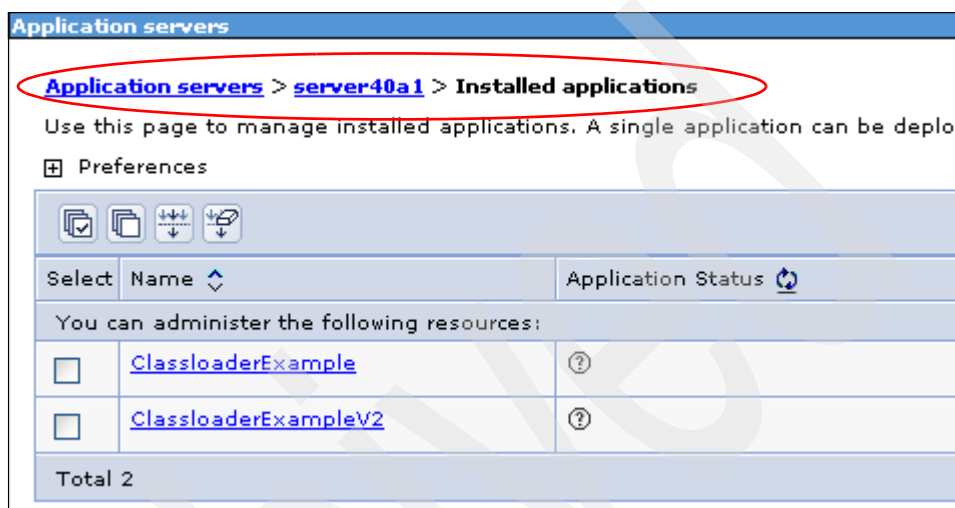 Application servers
Application servers > server40a1 > Installed applications
Use this page to manage installed applications. A single application can be deplo
Preferences
Select Name Application Status
You can administer the following resources:
ClassloaderExample
ClassloaderExampleV2
Total 2